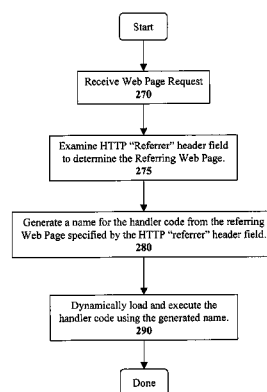 Start
Receive Web Page Request
270
Examine HTTP “Referrer” header field
to determine the Referring Web Page.
275
Generate a name for the handler code from the referring
Web Page specified by the HTTP “referrer” header field.
280
Dynamically load and execute the
handler code using the generated name.
290
Done